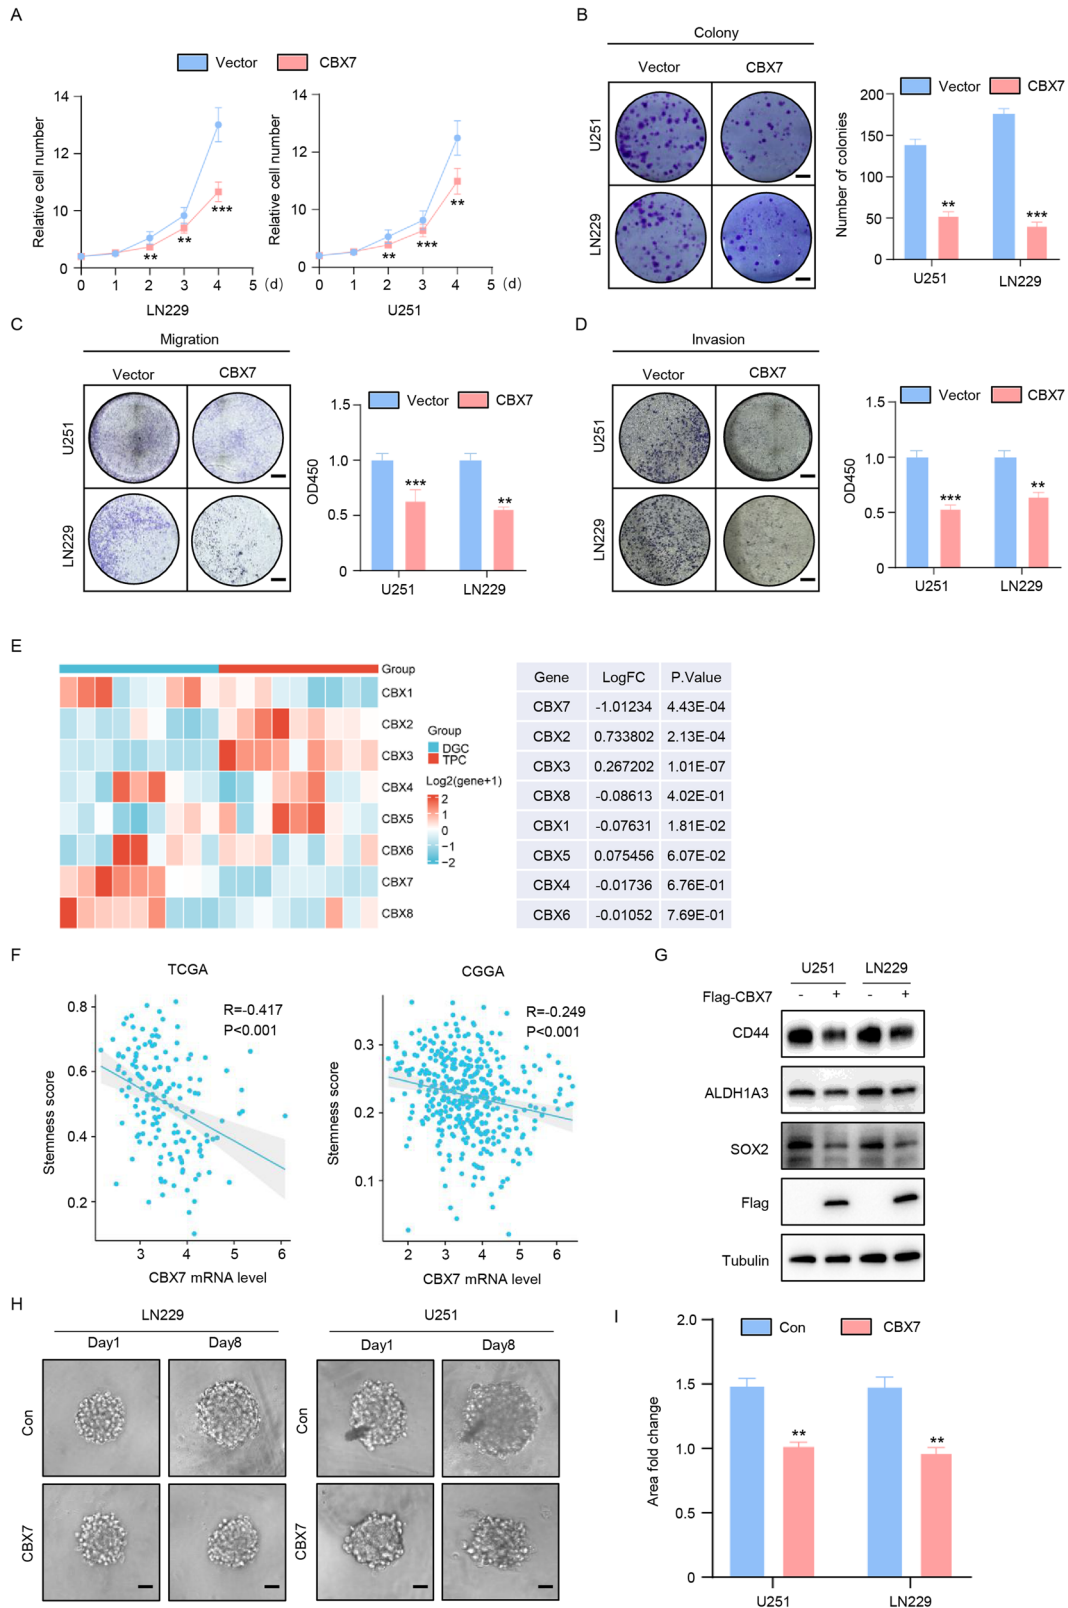 A
Vector
CBX7
Relative cell number
14
12
10
8
0
0
1
2
3
4
5
(d)
**
**
***
LN229
Relative cell number
14
12
10
8
0
0
1
2
3
4
5
(d)
**
***
**
U251
B
Colony
Vector
CBX7
U251
LN229
Vector
CBX7
Number of colonies
200
150
100
50
0
**
***
U251
LN229
C
Migration
Vector
CBX7
U251
LN229
Vector
CBX7
OD450
1.5
1.0
0.5
0
***
**
U251
LN229
D
Invasion
Vector
CBX7
U251
LN229
Vector
CBX7
OD450
1.5
1.0
0.5
0
***
**
U251
LN229
E
Group
CBX1
CBX2
CBX3
CBX4
CBX5
CBX6
CBX7
CBX8
Group
DGC
TPC
Log2(gene+1)
2
1
0
−1
−2
Gene LogFC P.Value
CBX7 -1.01234 4.43E-04
CBX2 0.733802 2.13E-04
CBX3 0.267202 1.01E-07
CBX8 -0.08613 4.02E-01
CBX1 -0.07631 1.81E-02
CBX5 0.075456 6.07E-02
CBX4 -0.01736 6.76E-01
CBX6 -0.01052 7.69E-01
F
TCGA
R=-0.417
P<0.001
Stemness score
0.8
0.6
0.4
0.2
3
4
5
6
CBX7 mRNA level
CGGA
R=-0.249
P<0.001
Stemness score
0.3
0.2
0.1
2
3
4
5
6
CBX7 mRNA level
G
U251 LN229
Flag-CBX7 - + - +
CD44
ALDH1A3
SOX2
Flag
Tubulin
H
LN229
Day1 Day8
Con
CBX7
U251
Day1 Day8
Con
CBX7
I
Con
CBX7
Area fold change
2.0
1.5
1.0
0.5
0
**
**
U251
LN229